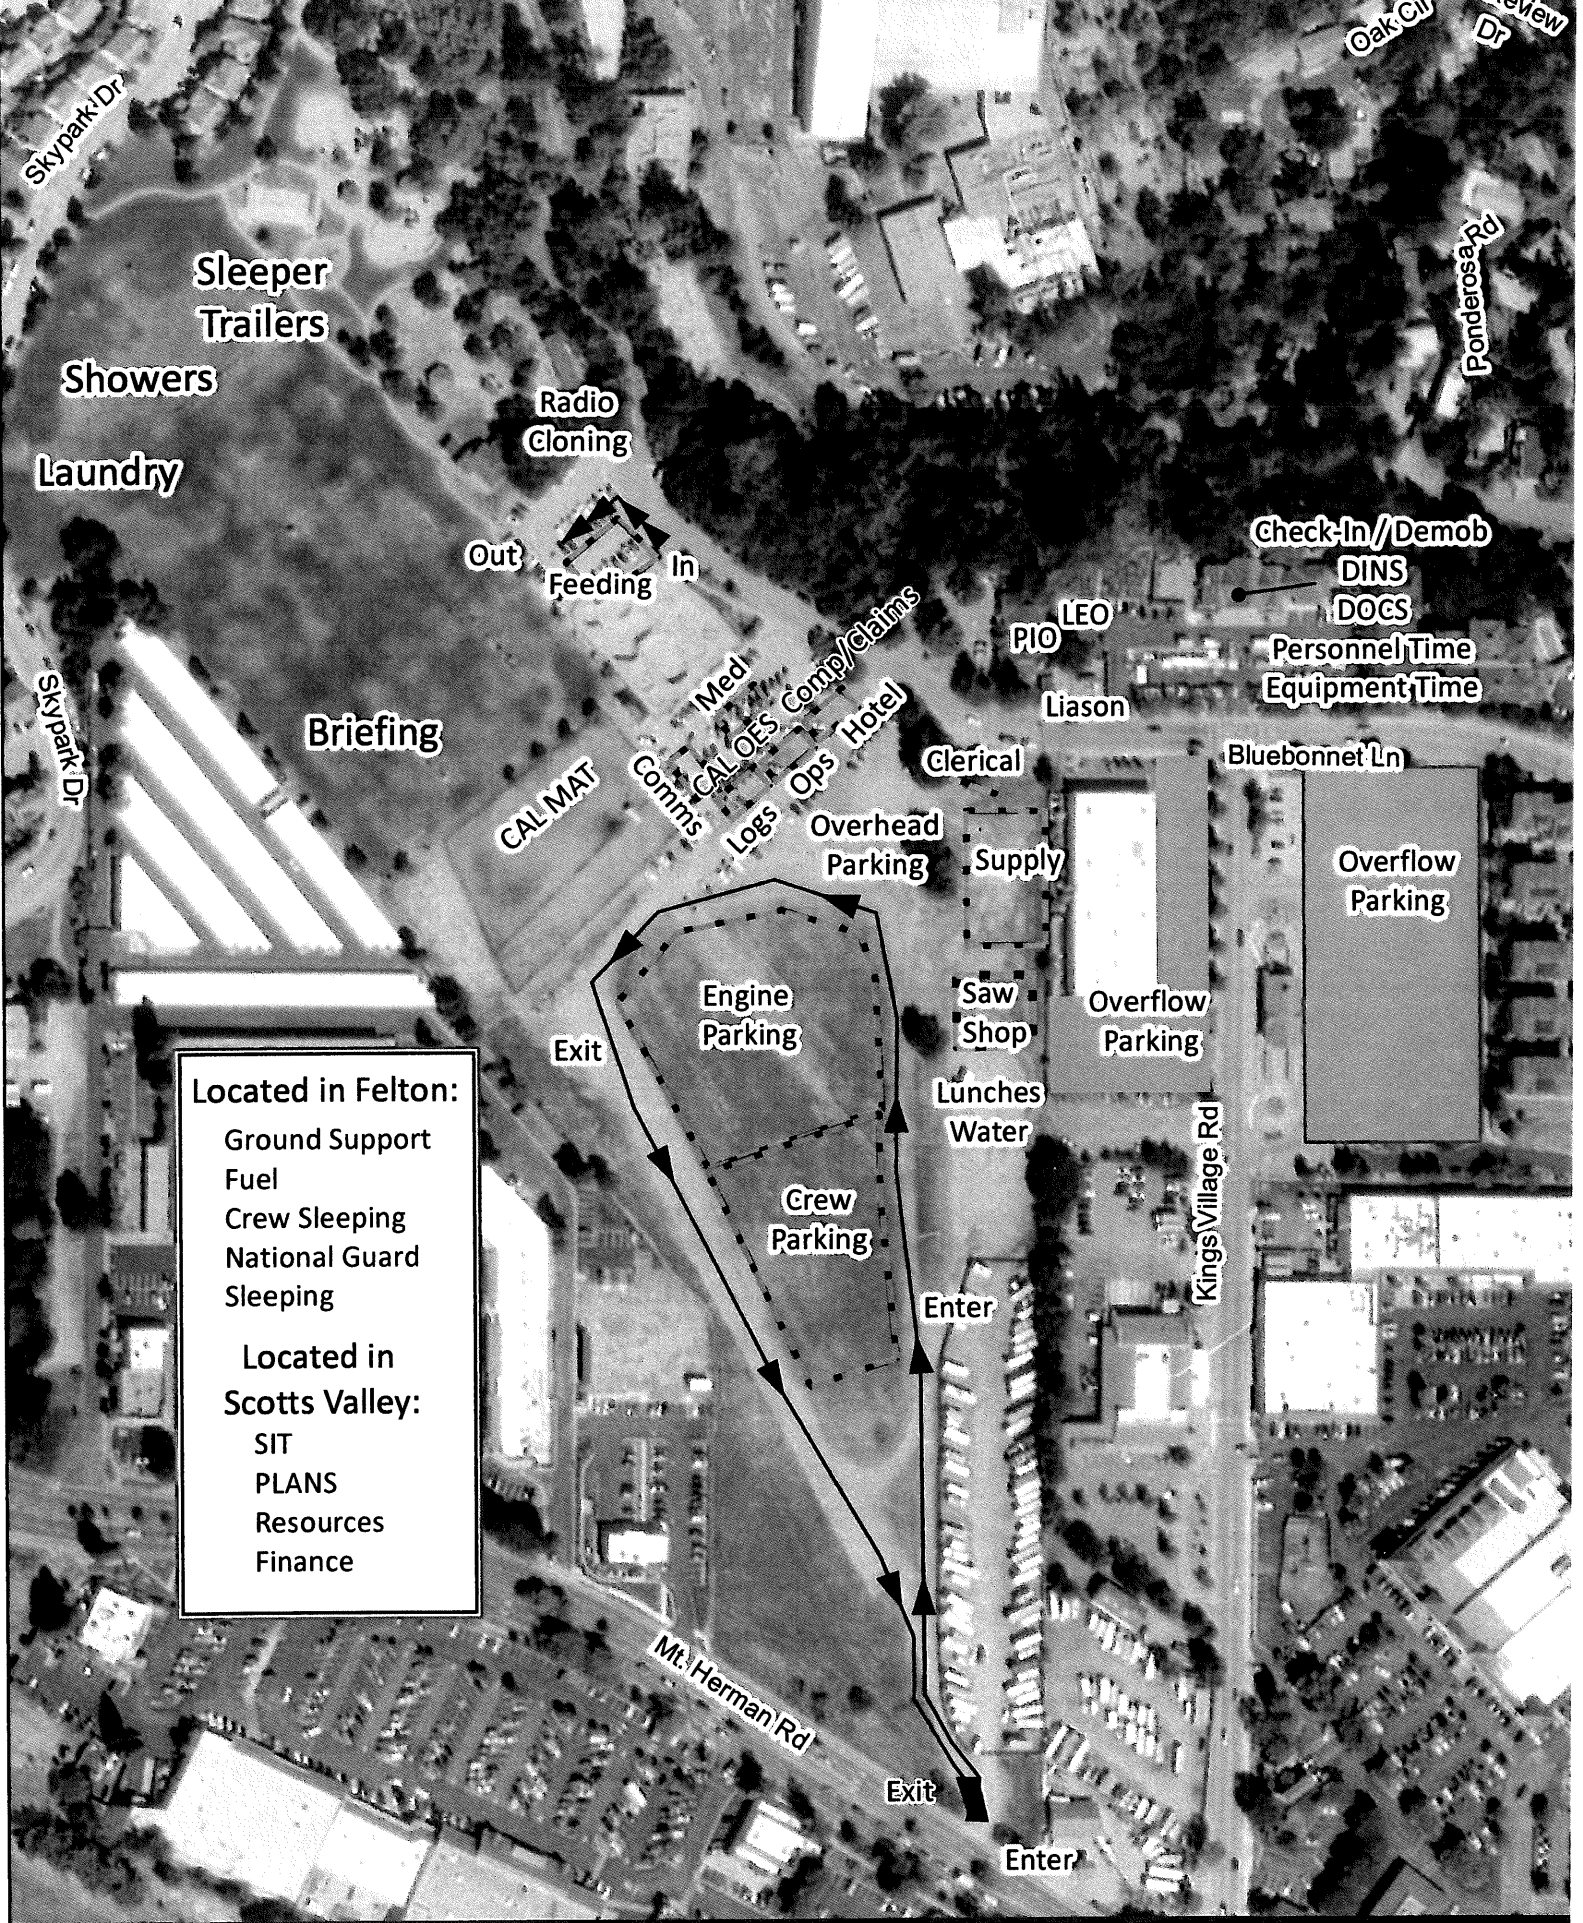 Oak Cir
Dr
Skypark Dr
Ponderosa Rd
Sleeper
Trailers
Showers
Radio
Cloning
Laundry
Out
Feeding
In
Check-In / Demob
DINS
DOCS
Personnel Time
Equipment Time
LEO
PIO
Liason
Med
Comp/Claims
CAL OES
Hotel
Skypark Dr
Briefing
CAL MAT
Comms
Logs
Ops
Clerical
Bluebonnet Ln
Overhead
Parking
Supply
Overflow
Parking
Engine
Parking
Saw
Shop
Overflow
Parking
Exit
Lunches
Water
Kings Village Rd
Crew
Parking
Enter
Located in Felton:
Ground Support
Fuel
Crew Sleeping
National Guard
Sleeping
Located in
Scotts Valley:
SIT
PLANS
Resources
Finance
Mt. Herman Rd
Exit
Enter